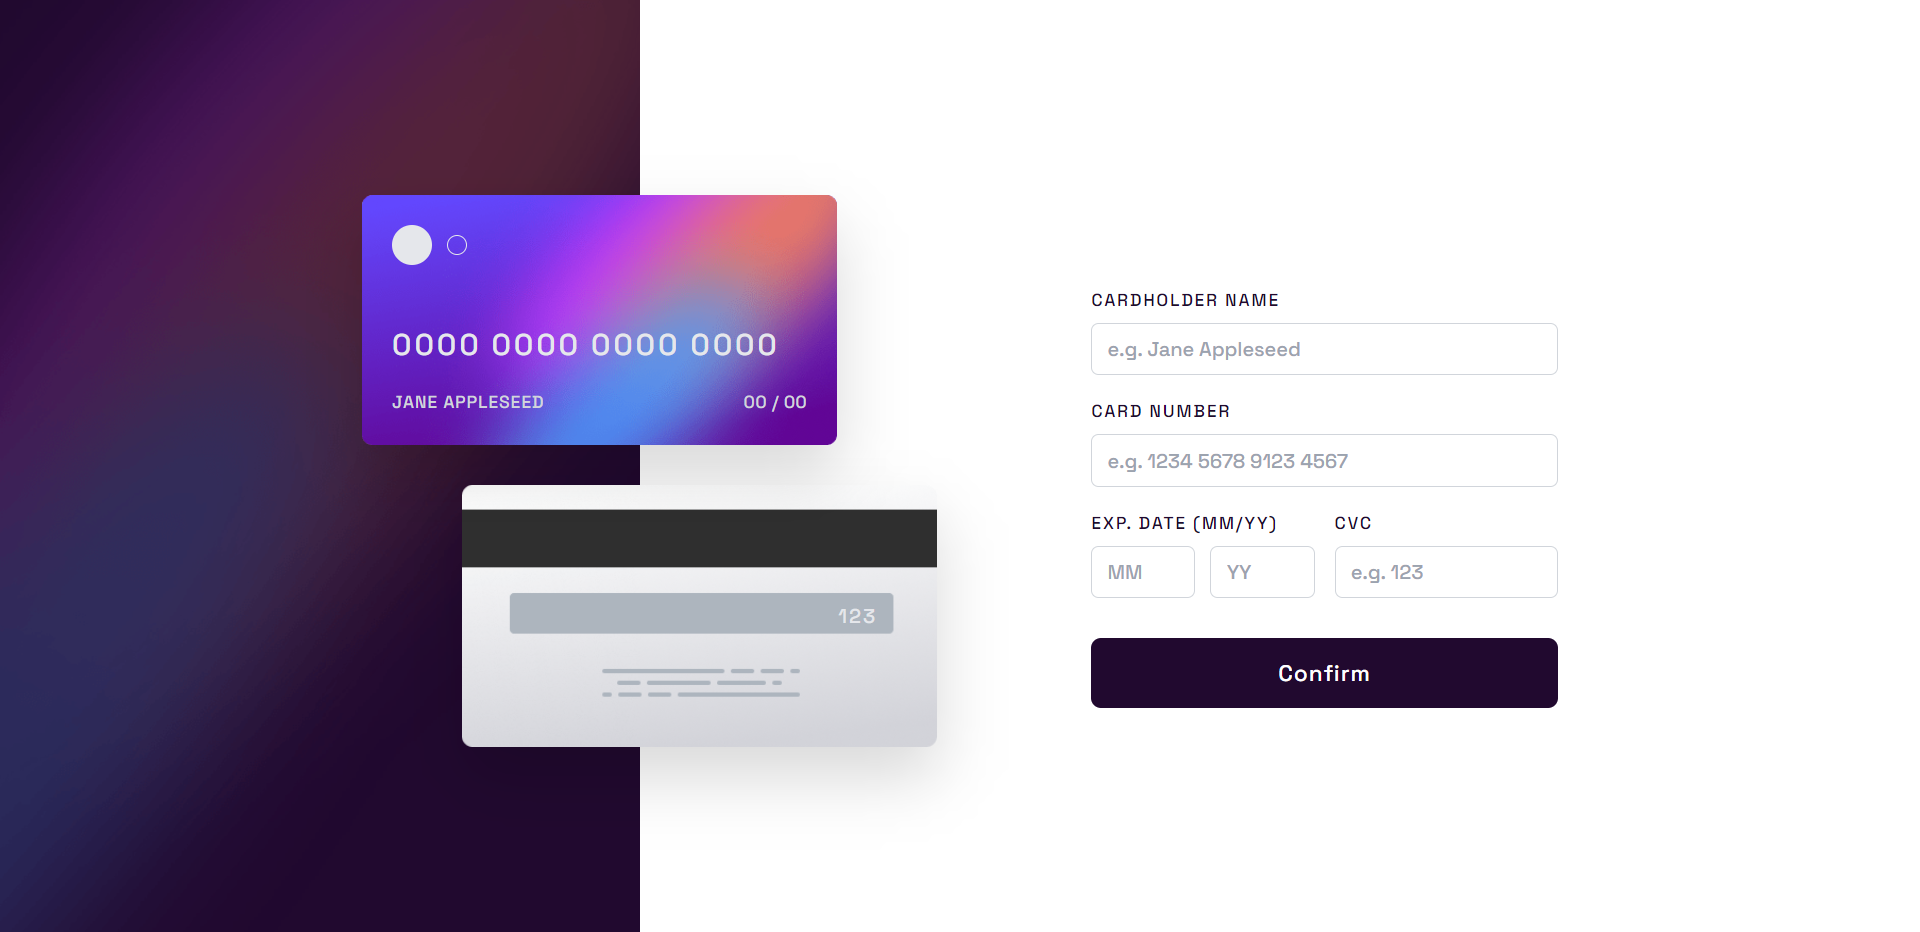 0000 0000 0000 0000
JANE APPLESEED
00 / 00
123
CARDHOLDER NAME
e.g. Jane Appleseed
CARD NUMBER
e.g. 1234 5678 9123 4567
EXP. DATE (MM/YY)
CVC
MM
YY
e.g. 123
Confirm